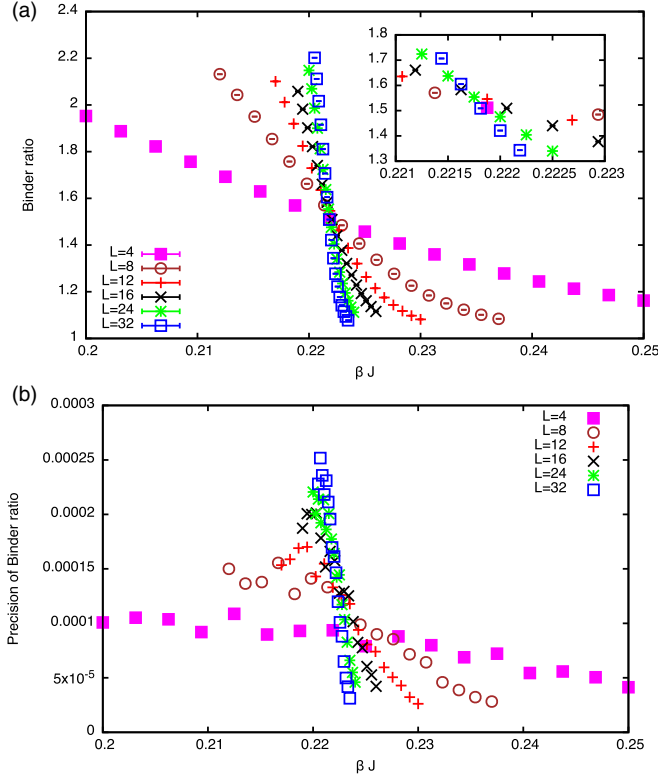 (a)
2.4
2.2
2
1.8
1.6
1.4
1.2
1
Binder ratio
0.2
0.21
0.22
0.23
0.24
0.25
β J
L=4
L=8
L=12
L=16
L=24
L=32
1.8
1.7
1.6
1.5
1.4
1.3
0.221
0.2215
0.222
0.2225
0.223
(b)
0.0003
0.00025
0.0002
0.00015
0.0001
5x10⁻⁵
0
Precision of Binder ratio
0.2
0.21
0.22
0.23
0.24
0.25
β J
L=4
L=8
L=12
L=16
L=24
L=32